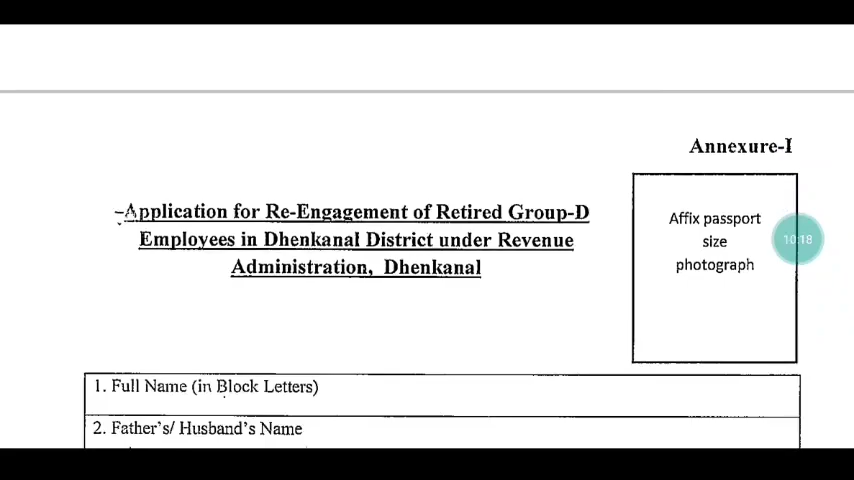 Annexure-I
Application for Re-Engagement of Retired Group-D
Employees in Dhenkanal District under Revenue
Administration, Dhenkanal
Affix passport
size
photograph
10:18
1. Full Name (in Block Letters)
2. Father's/ Husband's Name